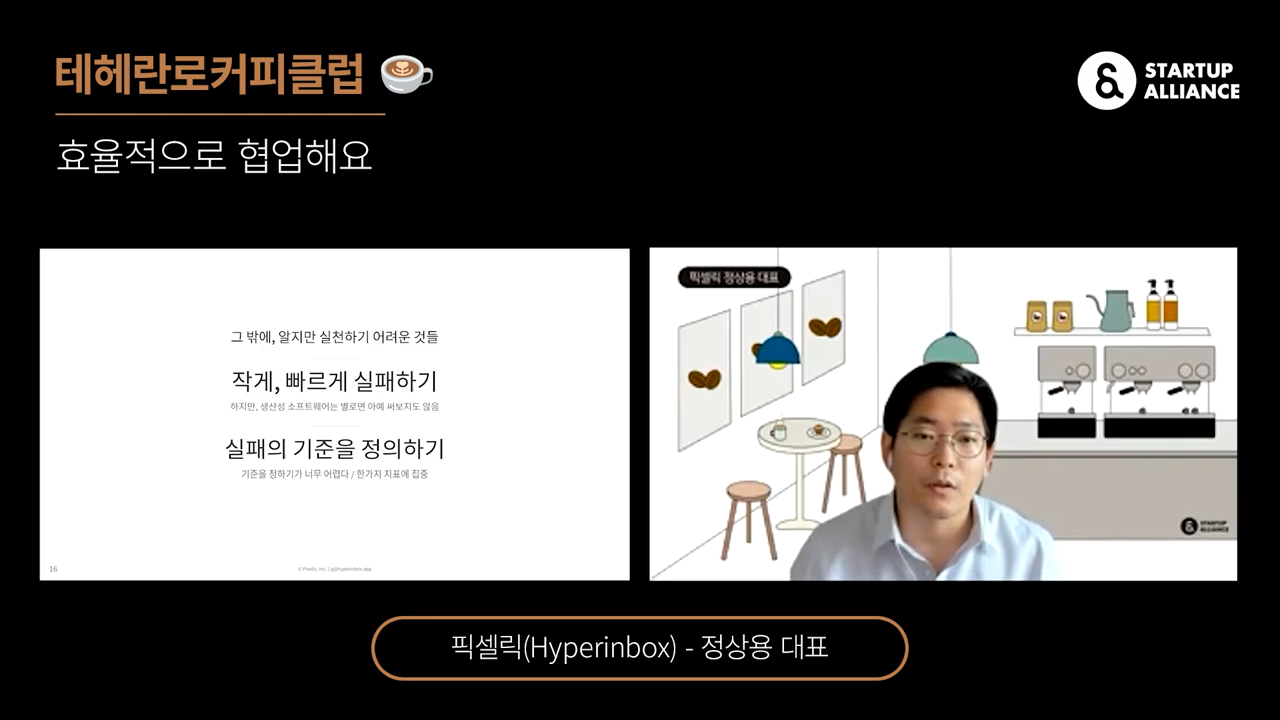 테헤란로커피클럽
STARTUP
ALLIANCE
효율적으로 협업해요
그 밖에, 알지만 실천하기 어려운 것들
작게, 빠르게 실패하기
하지만, 생산성 소프트웨어는 별로면 아예 써보지도 않음
실패의 기준을 정의하기
기준을 정하기가 너무 어렵다 / 한가지 지표에 집중
16
픽셀릭 정상용 대표
STARTUP
ALLIANCE
픽셀릭(Hyperinbox) - 정상용 대표